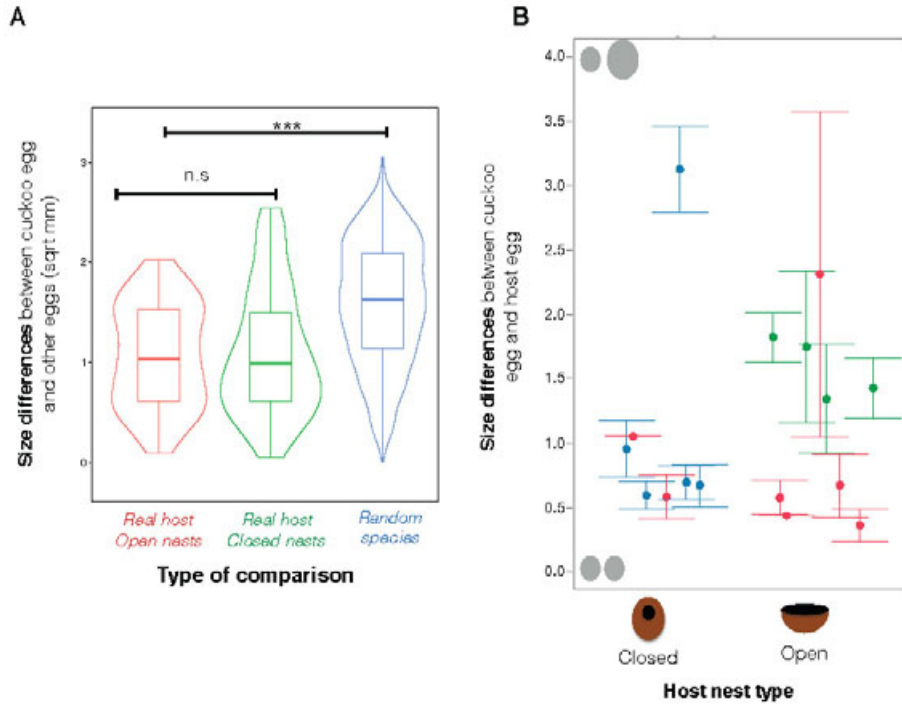 A
Size differences between cuckoo egg
and other eggs (sqrt mm)
3
2
1
0
***
n.s
Real host
Open nests
Real host
Closed nests
Random
species
Type of comparison
B
Size differences between cuckoo
egg and host egg
4.0
3.5
3.0
2.5
2.0
1.5
1.0
0.5
0.0
Closed
Open
Host nest type